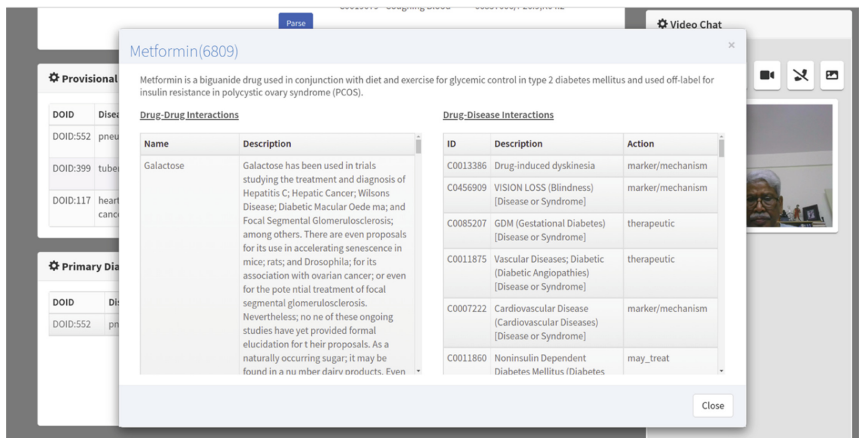 Parse
Video Chat
Metformin(6809)
×
Metformin is a biguanide drug used in conjunction with diet and exercise for glycemic control in type 2 diabetes mellitus and used off-label for
insulin resistance in polycystic ovary syndrome (PCOS).
Drug-Drug Interactions
Name Description
Galactose Galactose has been used in trials
studying the treatment and diagnosis of
Hepatitis C; Hepatic Cancer; Wilsons
Disease; Diabetic Macular Oede ma; and
Focal Segmental Glomerulosclerosis;
among others. There are even proposals
for its use in accelerating senescence in
mice; rats; and Drosophila; for its
association with ovarian cancer; or even
for the pote ntial treatment of focal
segmental glomerulosclerosis.
Nevertheless; no ne of these ongoing
studies have yet provided formal
elucidation for t heir proposals. As a
naturally occurring sugar; it may be
found in a nu mber dairy products. Even
Drug-Disease Interactions
ID Description Action
C0013386 Drug-induced dyskinesia marker/mechanism
C0456909 VISION LOSS (Blindness) marker/mechanism
[Disease or Syndrome]
C0085207 GDM (Gestational Diabetes) therapeutic
[Disease or Syndrome]
C0011875 Vascular Diseases; Diabetic therapeutic
(Diabetic Angiopathies)
[Disease or Syndrome]
C0007222 Cardiovascular Disease marker/mechanism
(Cardiovascular Diseases)
[Disease or Syndrome]
C0011860 Noninsulin Dependent may_treat
Diabetes Mellitus (Diabetes
Close
Provisional
DOID Disea
DOID:552 pneu
DOID:399 tuber
DOID:117 heart
canc
Primary Dia
DOID Dis
DOID:552 pn